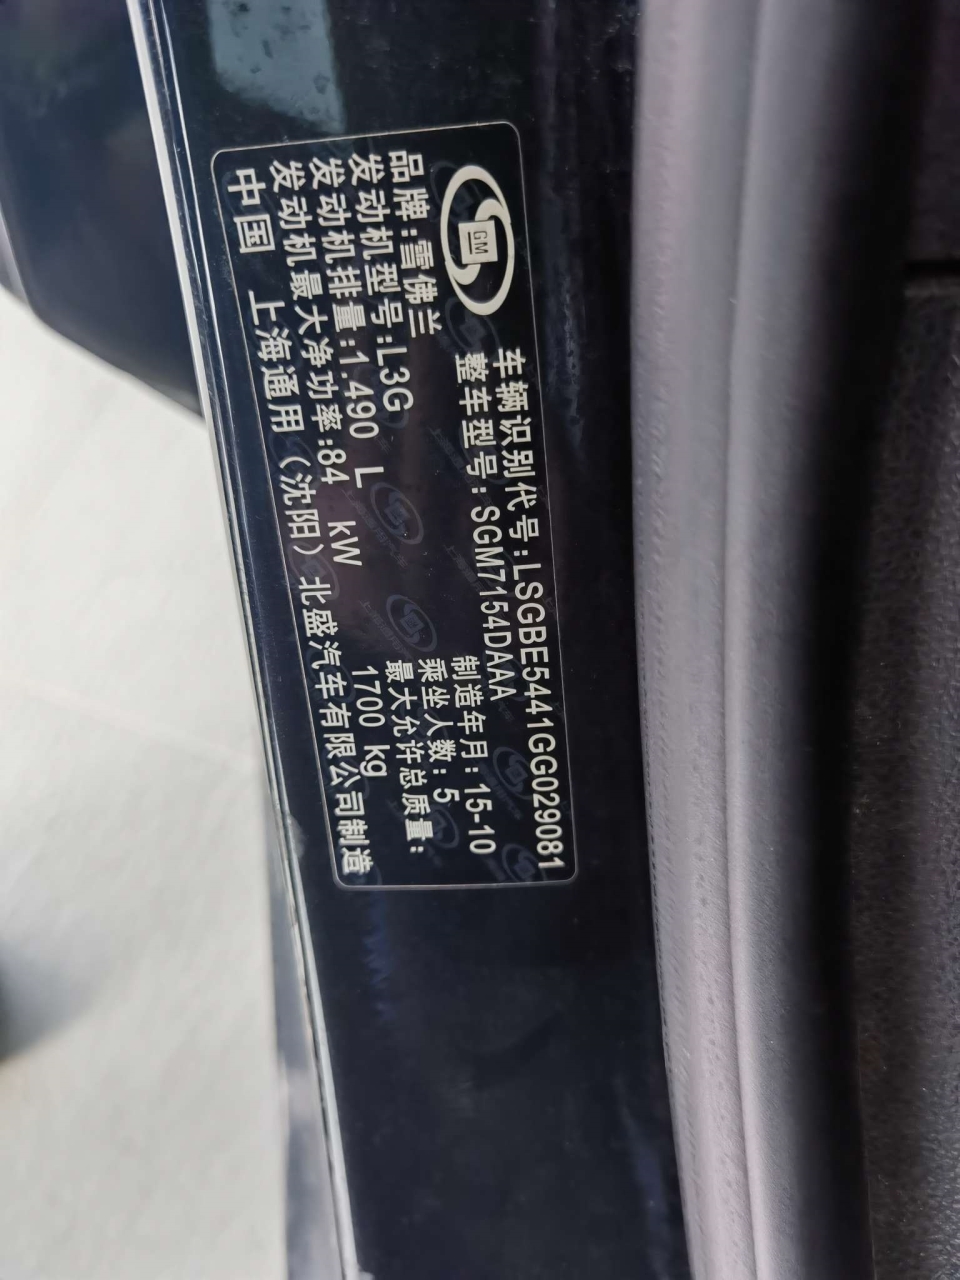 GM
车辆识别代号:LSGBE5441GG029081
整车型号:SGM7154DAAA
品牌:雪佛兰
制造年月:15-10
发动机型号:L3G
乘坐人数:5
发动机排量:1.490 L
最大允许总质量:
发动机最大净功率:84 kW
1700 kg
中国 上海通用(沈阳)北盛汽车有限公司制造